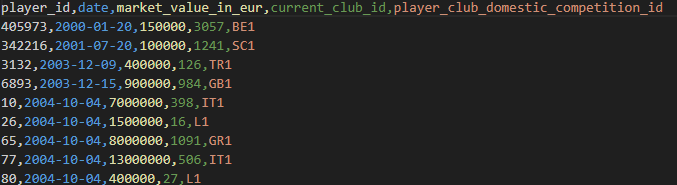 player_id,date,market_value_in_eur,current_club_id,player_club_domestic_competition_id
405973,2000-01-20,150000,3057,BE1
342216,2001-07-20,100000,1241,SC1
3132,2003-12-09,400000,126,TR1
6893,2003-12-15,900000,984,GB1
10,2004-10-04,7000000,398,IT1
26,2004-10-04,1500000,16,L1
65,2004-10-04,8000000,1091,GR1
77,2004-10-04,13000000,506,IT1
80,2004-10-04,400000,27,L1